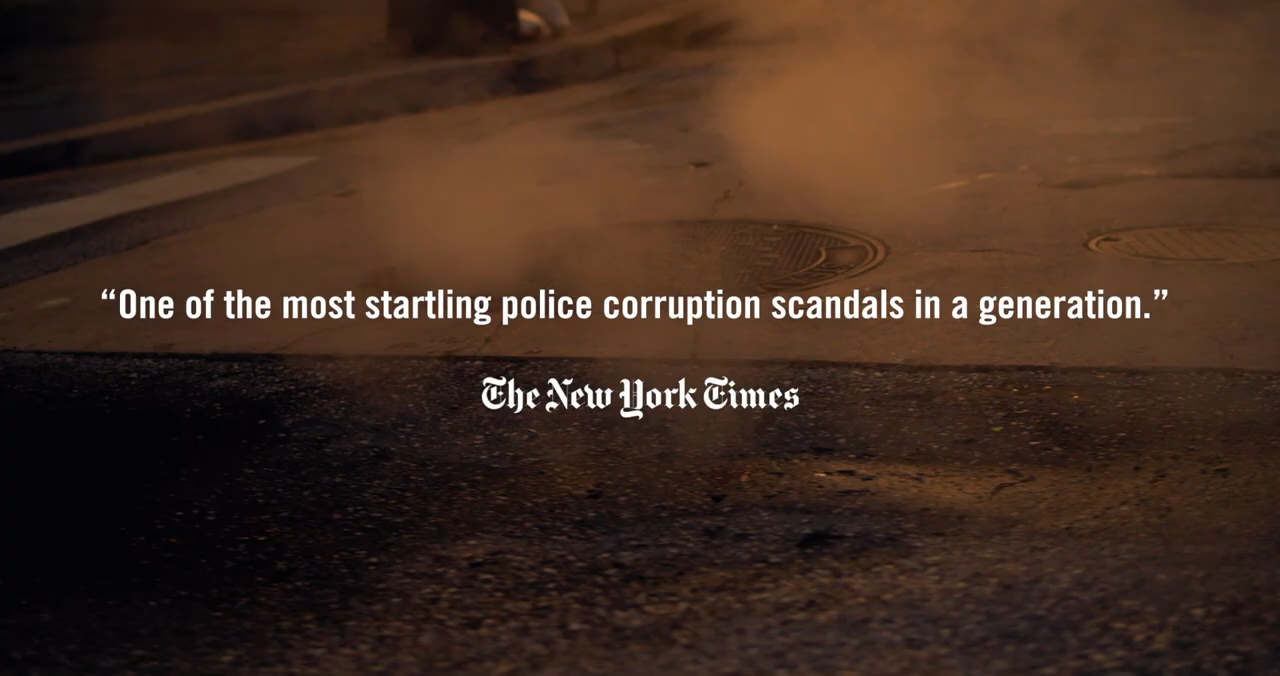 “One of the most startling police corruption scandals in a generation.”
The New York Times